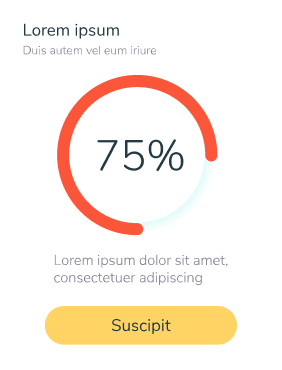 Lorem ipsum
Duis autem vel eum iriure
75%
Lorem ipsum dolor sit amet,
consectetuer adipiscing
Suscipit